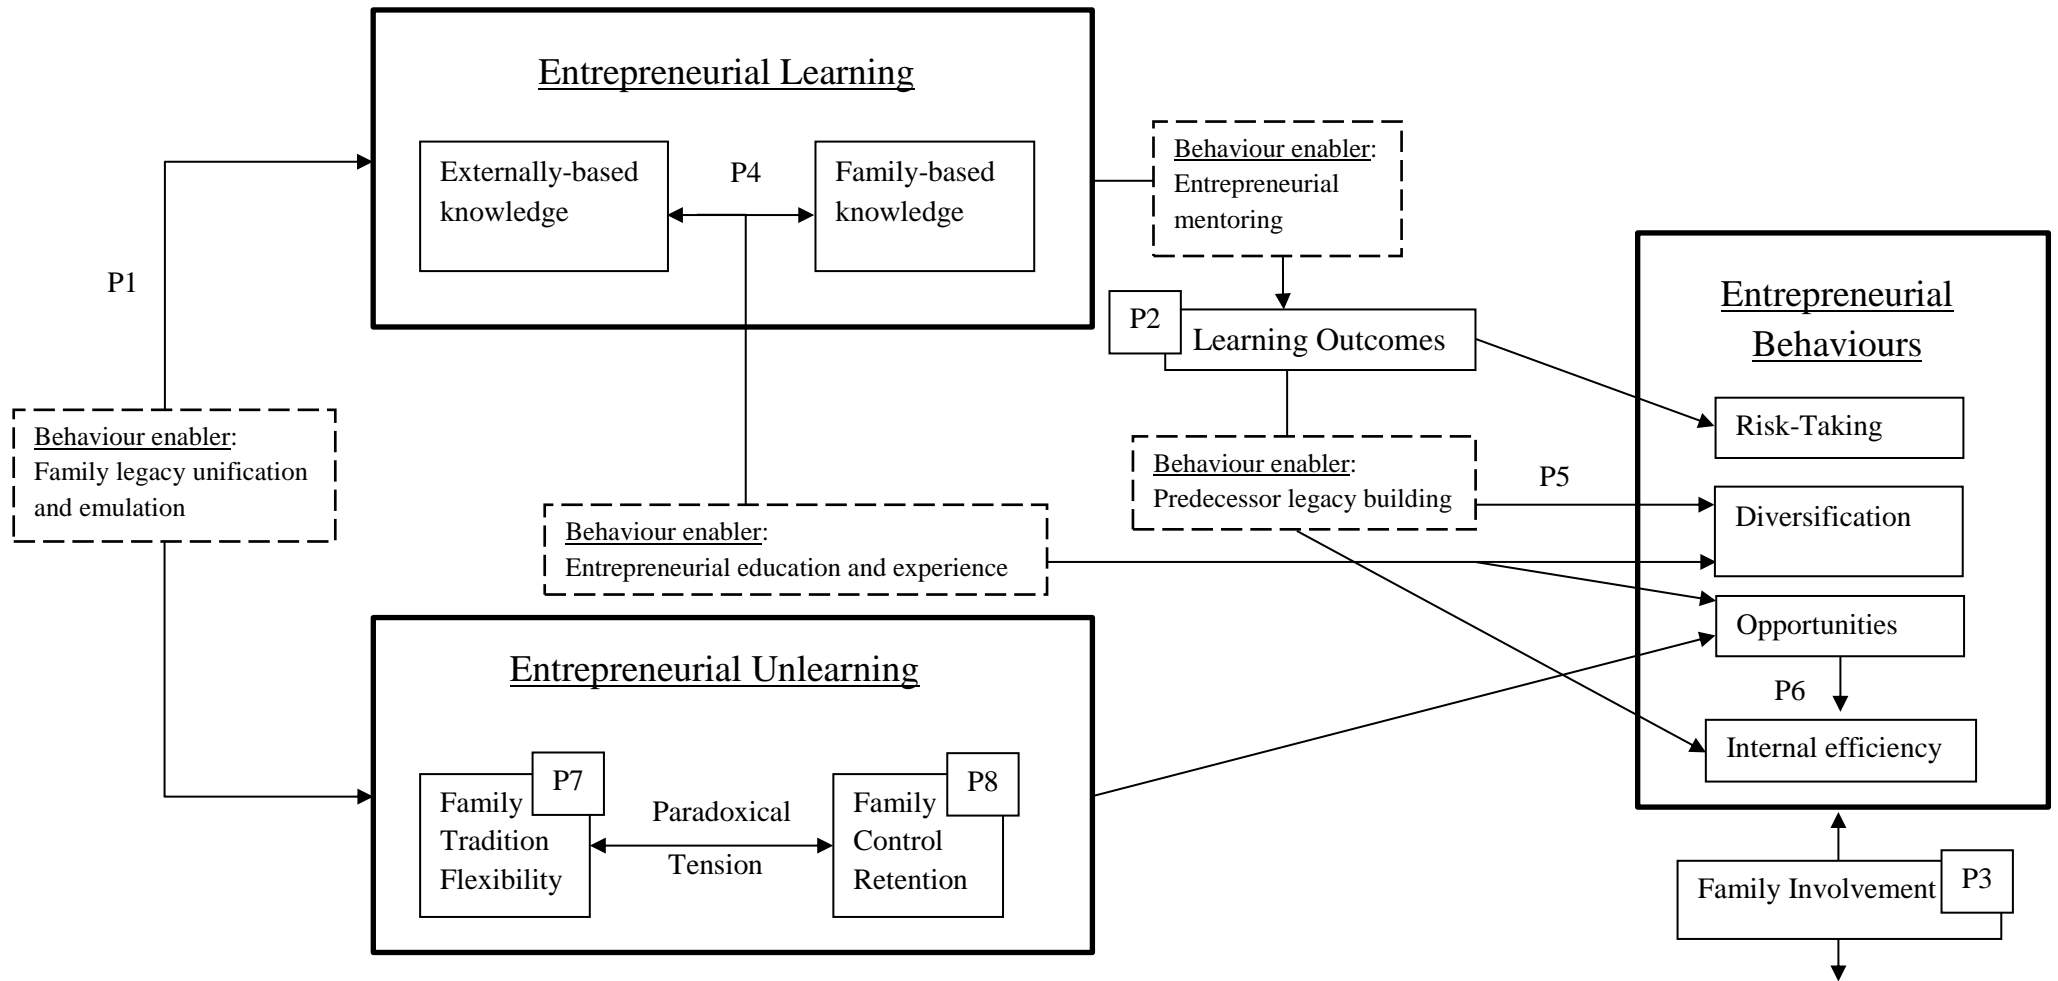 Entrepreneurial Learning
Externally-based
knowledge
P4
Family-based
knowledge
Behaviour enabler:
Entrepreneurial
mentoring
P1
P2
Learning Outcomes
Entrepreneurial
Behaviours
Risk-Taking
Behaviour enabler:
Family legacy unification
and emulation
Behaviour enabler:
Predecessor legacy building
P5
Diversification
Behaviour enabler:
Entrepreneurial education and experience
Opportunities
P6
Internal efficiency
Entrepreneurial Unlearning
P7
Family
Tradition
Flexibility
Paradoxical
Tension
P8
Family
Control
Retention
Family Involvement
P3